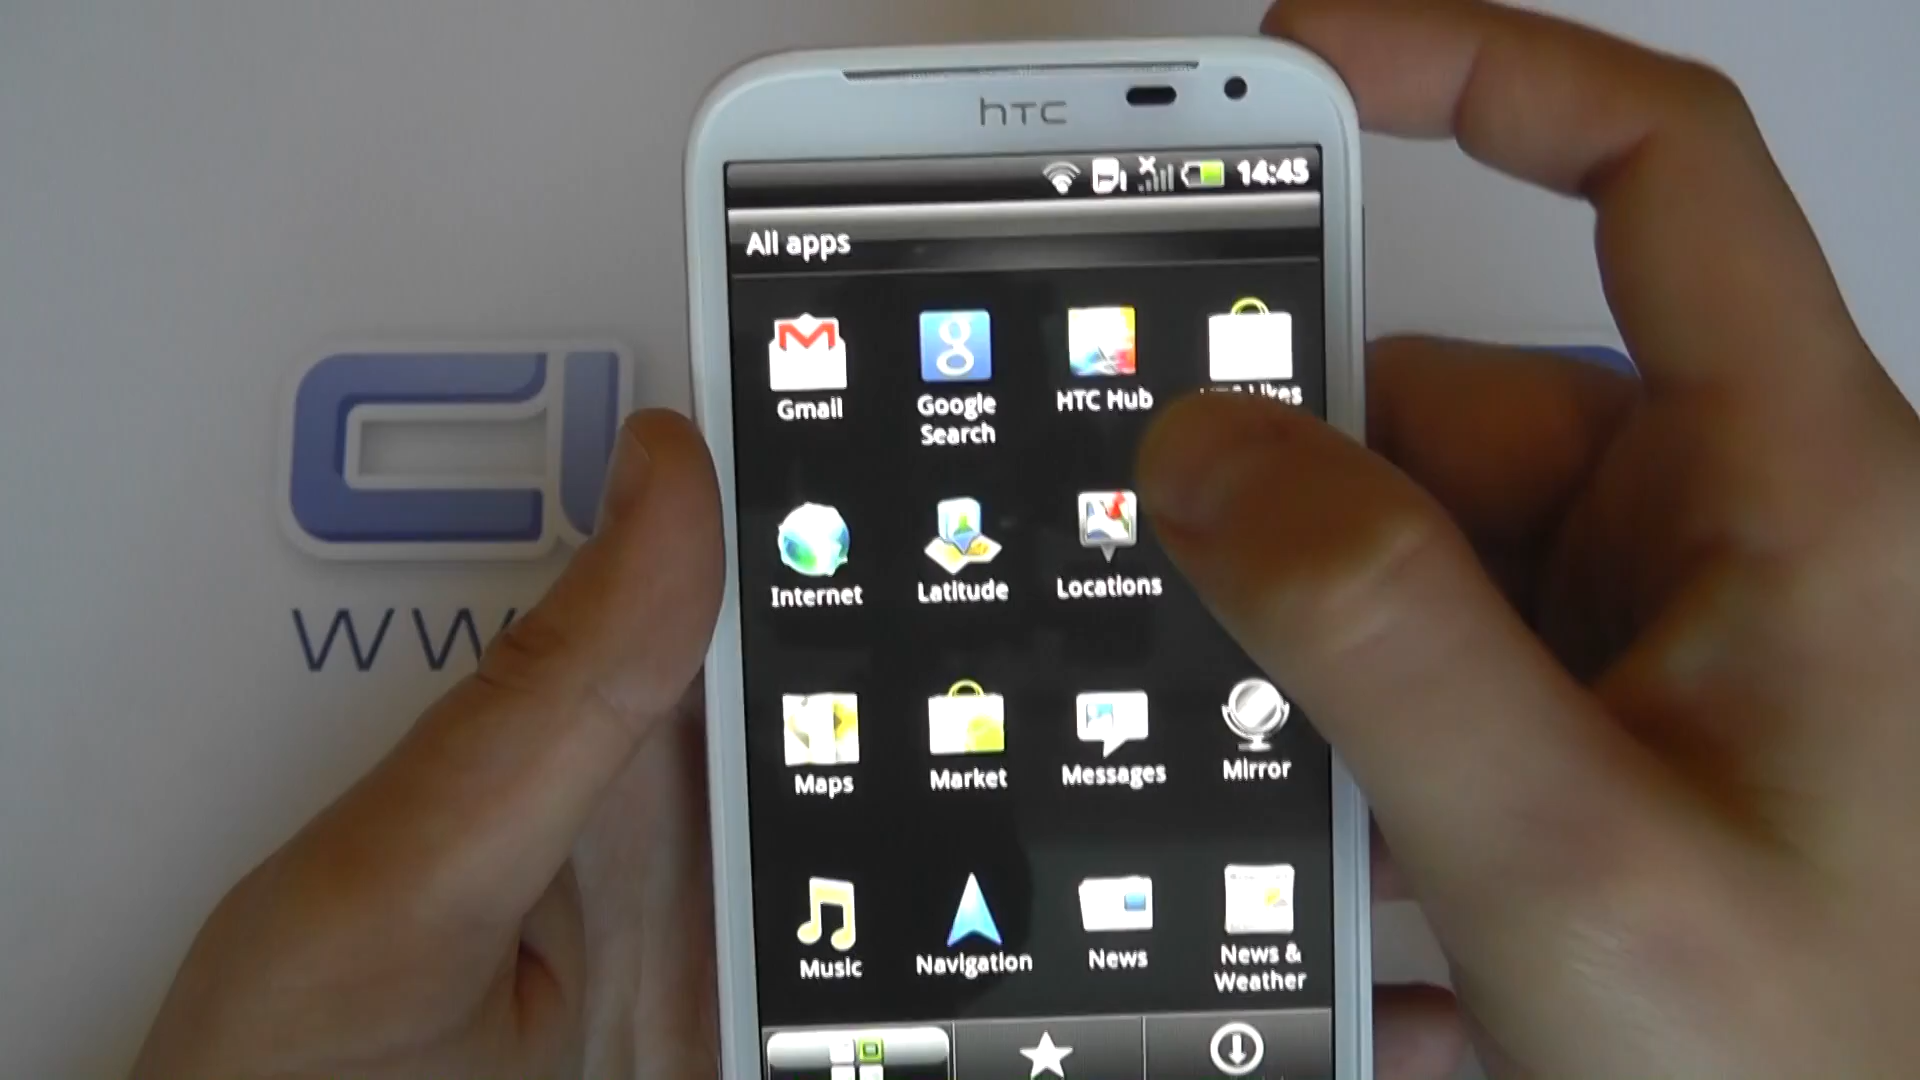 hTC
14:45
All apps
Gmail
Google
Search
HTC Hub
Likes
Internet
Latitude
Locations
Maps
Market
Messages
Mirror
Music
Navigation
News
News &
Weather